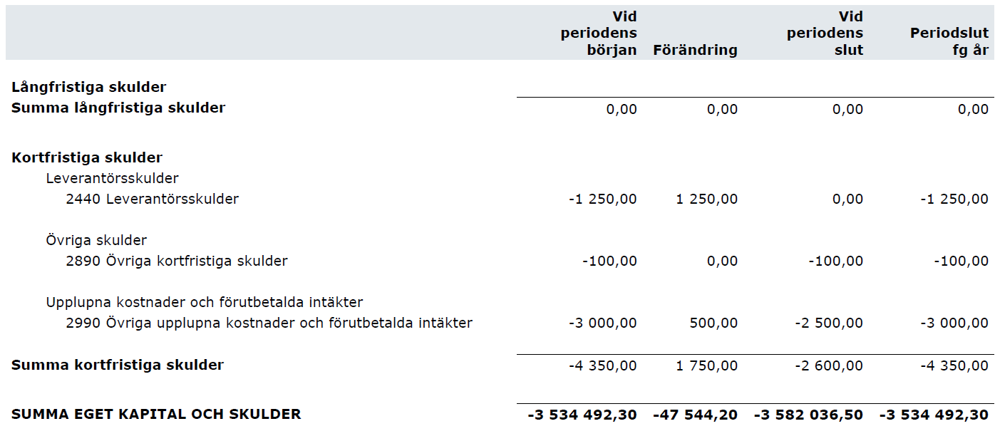 Vid periodens början Förändring Vid periodens slut Periodslut fg år
Långfristiga skulder
Summa långfristiga skulder 0,00 0,00 0,00 0,00
Kortfristiga skulder
Leverantörsskulder
2440 Leverantörsskulder -1 250,00 1 250,00 0,00 -1 250,00
Övriga skulder
2890 Övriga kortfristiga skulder -100,00 0,00 -100,00 -100,00
Upplupna kostnader och förutbetalda intäkter
2990 Övriga upplupna kostnader och förutbetalda intäkter -3 000,00 500,00 -2 500,00 -3 000,00
Summa kortfristiga skulder -4 350,00 1 750,00 -2 600,00 -4 350,00
SUMMA EGET KAPITAL OCH SKULDER -3 534 492,30 -47 544,20 -3 582 036,50 -3 534 492,30